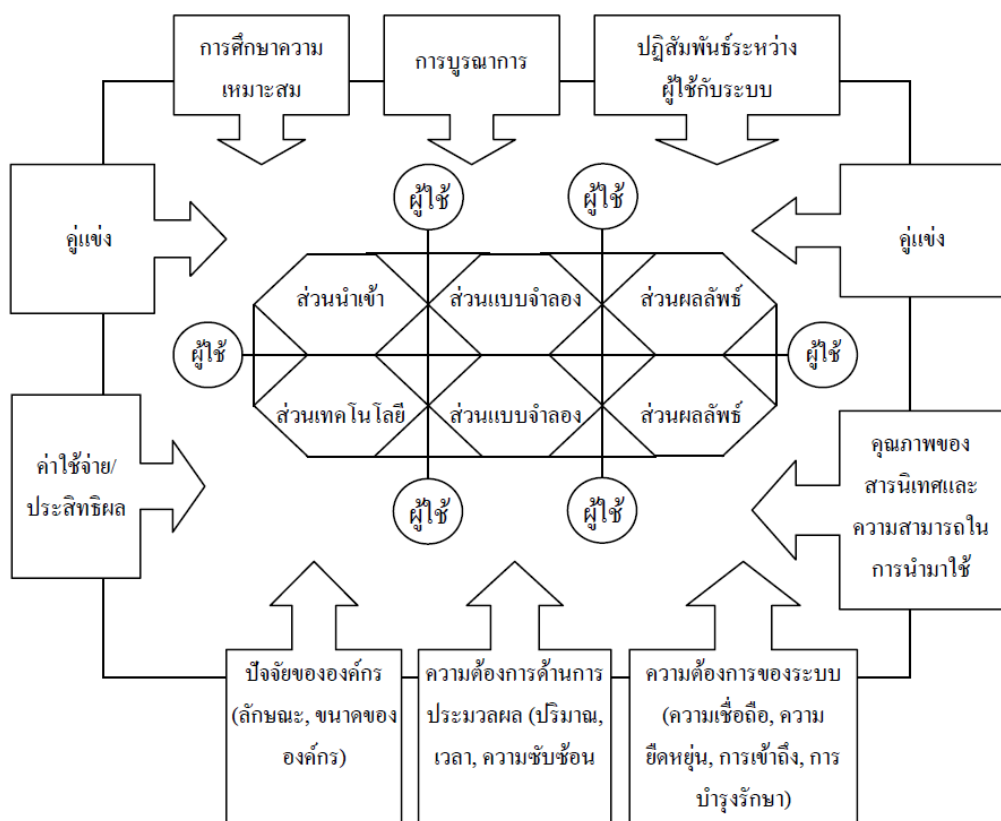 การศึกษาความ
เหมาะสม
การบูรณาการ
ปฏิสัมพันธ์ระหว่าง
ผู้ใช้กับระบบ
คู่แข่ง
ผู้ใช้
ผู้ใช้
คู่แข่ง
ส่วนนำเข้า
ส่วนแบบจำลอง
ส่วนผลลัพธ์
ผู้ใช้
ผู้ใช้
ส่วนเทคโนโลยี
ส่วนแบบจำลอง
ส่วนผลลัพธ์
ค่าใช้จ่าย/
ประสิทธิผล
ผู้ใช้
ผู้ใช้
คุณภาพของ
สารนิเทศและ
ความสามารถใน
การนำมาใช้
ปัจจัยขององค์กร
(ลักษณะ, ขนาดของ
องค์กร)
ความต้องการด้านการ
ประมวลผล (ปริมาณ,
เวลา, ความซับซ้อน
ความต้องการของระบบ
(ความเชื่อถือ, ความ
ยืดหยุ่น, การเข้าถึง, การ
บำรุงรักษา)